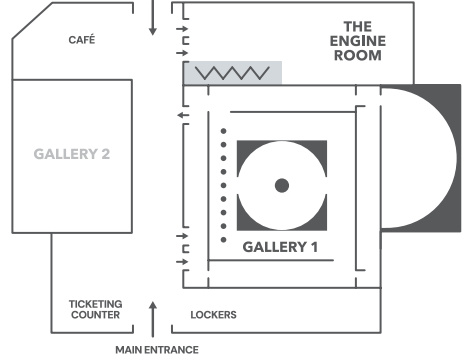 CAFÉ
THE
ENGINE
ROOM
GALLERY 2
GALLERY 1
TICKETING
COUNTER
LOCKERS
MAIN ENTRANCE